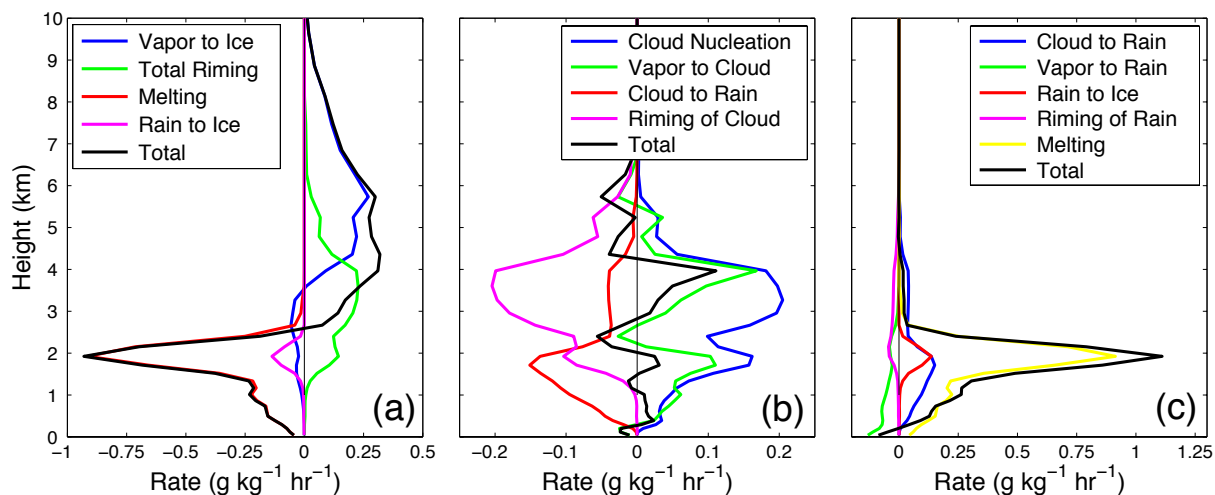 Height (km)
10
9
8
7
6
5
4
3
2
1
0
Vapor to Ice
Total Riming
Melting
Rain to Ice
Total
(a)
−1 −0.75 −0.5 −0.25 0 0.25 0.5
Rate (g kg⁻¹ hr⁻¹)
Cloud Nucleation
Vapor to Cloud
Cloud to Rain
Riming of Cloud
Total
(b)
−0.2 −0.1 0 0.1 0.2
Rate (g kg⁻¹ hr⁻¹)
Cloud to Rain
Vapor to Rain
Rain to Ice
Riming of Rain
Melting
Total
(c)
0 0.25 0.5 0.75 1 1.25
Rate (g kg⁻¹ hr⁻¹)